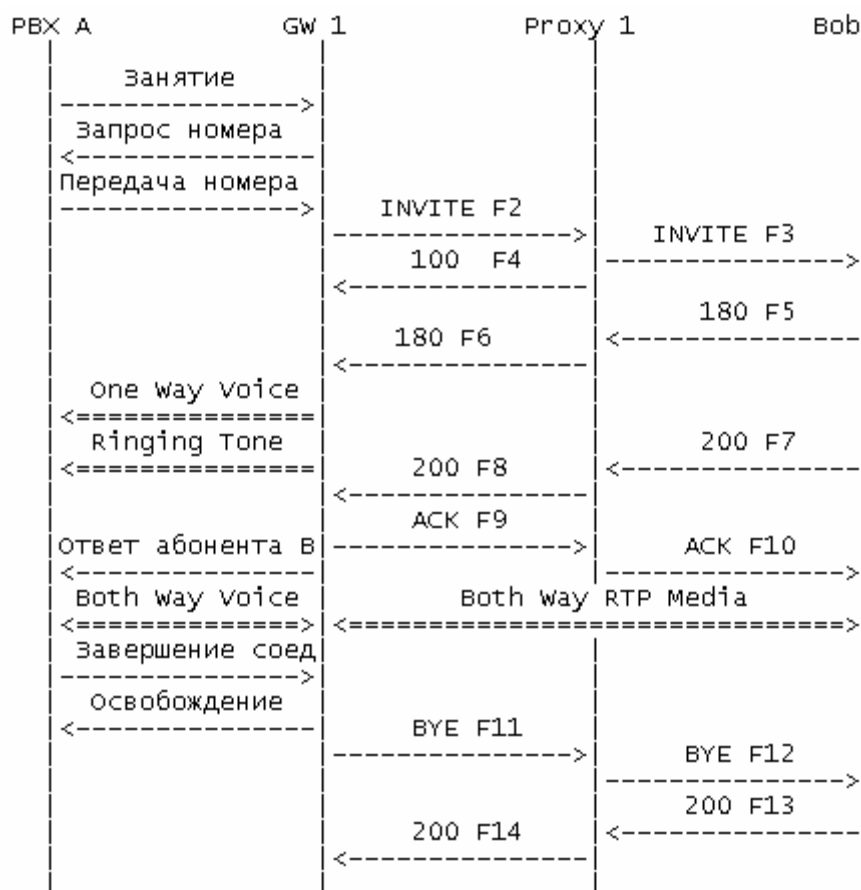 PBX A GW 1 Proxy 1 Bob
Занятие
Запрос номера
Передача номера
INVITE F2
INVITE F3
100 F4
180 F5
180 F6
One Way Voice
Ringing Tone
200 F7
200 F8
ACK F9
Ответ абонента В
ACK F10
Both Way Voice
Both Way RTP Media
Завершение соед
Освобождение
BYE F11
BYE F12
200 F13
200 F14